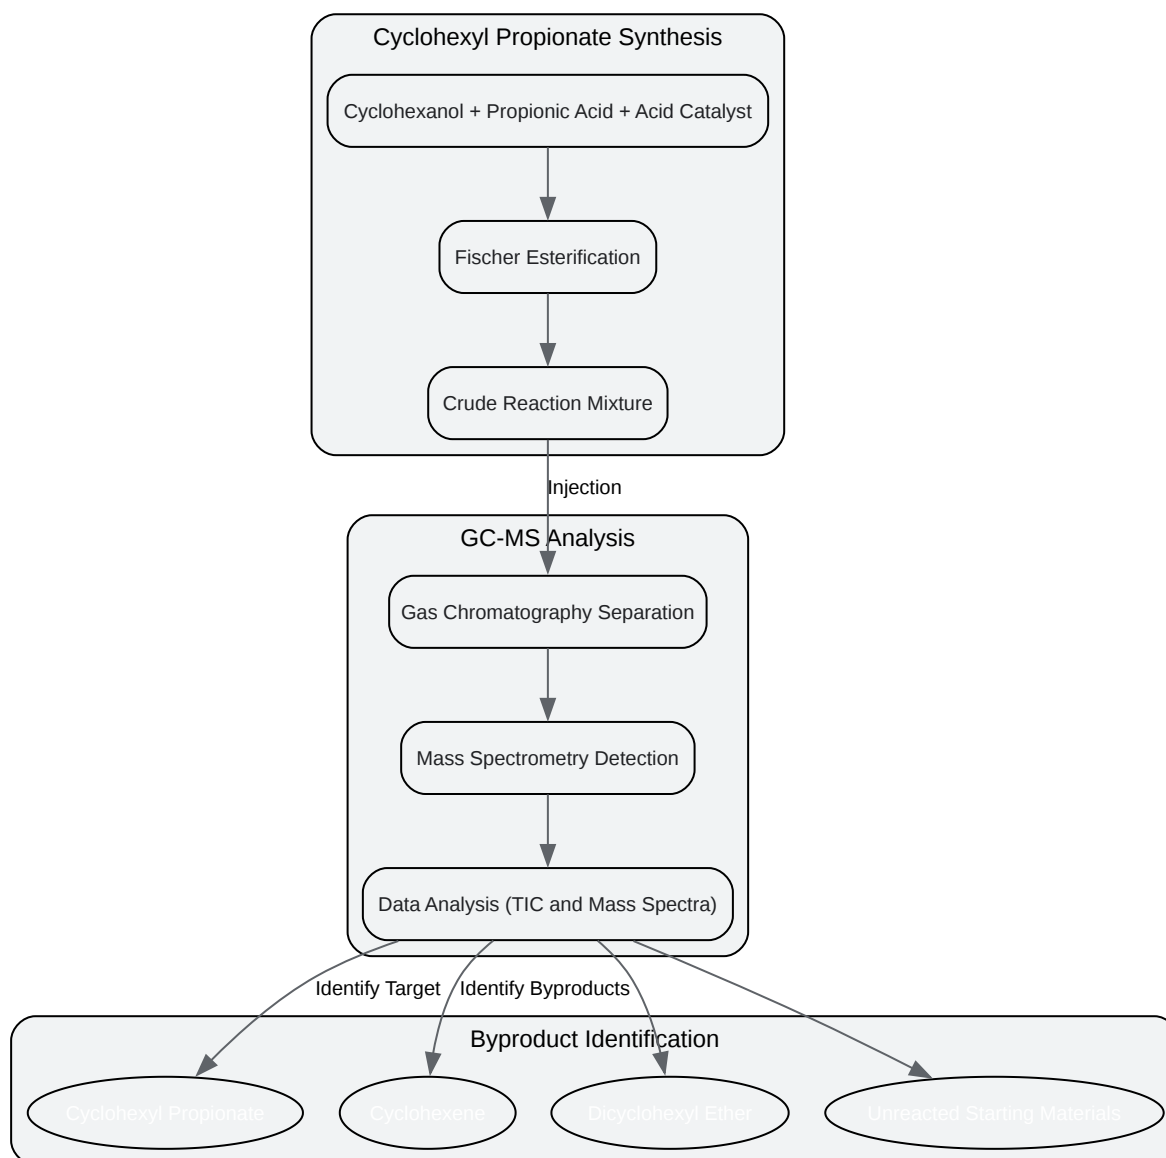 Cyclohexyl Propionate Synthesis
Cyclohexanol + Propionic Acid + Acid Catalyst
Fischer Esterification
Crude Reaction Mixture
Injection
GC-MS Analysis
Gas Chromatography Separation
Mass Spectrometry Detection
Data Analysis (TIC and Mass Spectra)
Identify Target
Identify Byproducts
Byproduct Identification
Cyclohexyl Propionate
Cyclohexene
Dicyclohexyl Ether
Unreacted Starting Materials